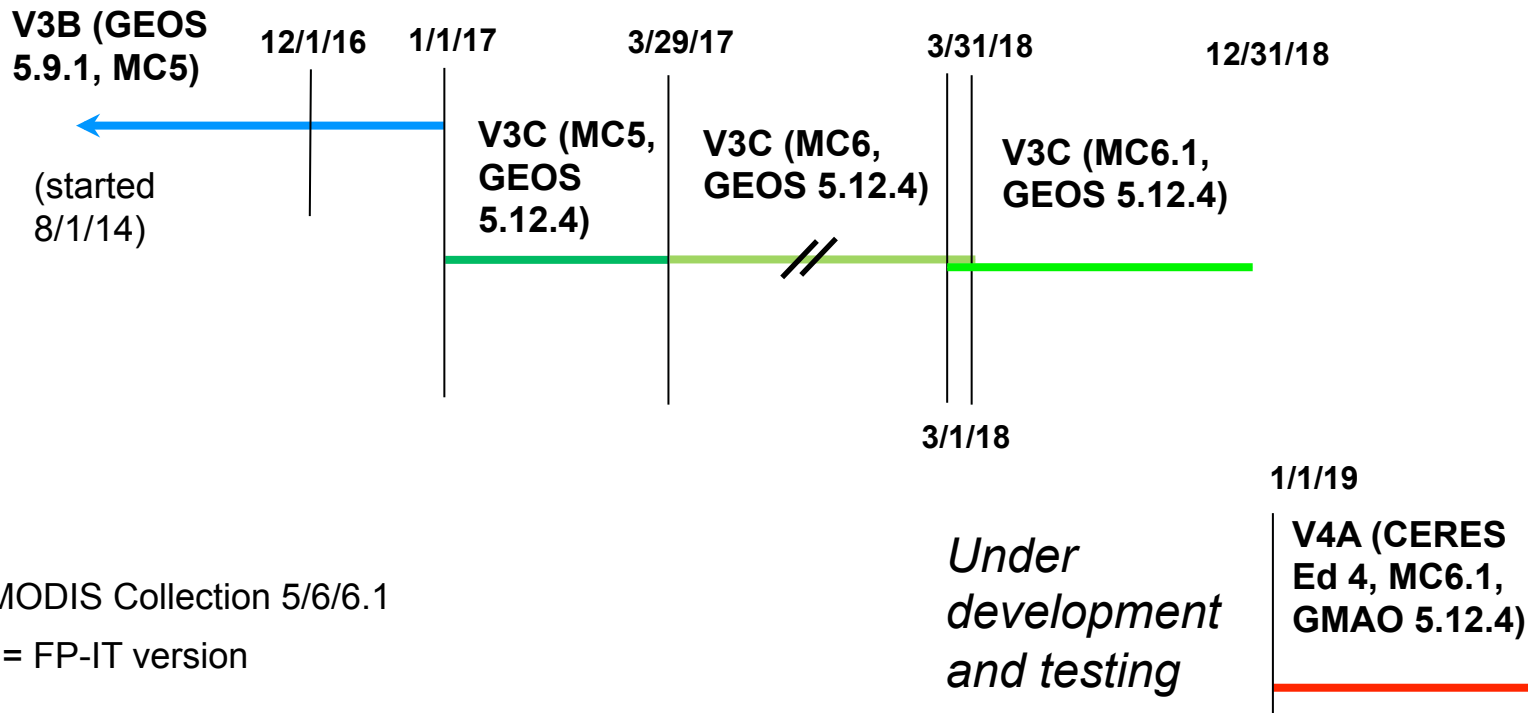 V3B (GEOS
5.9.1, MC5)
12/1/16
1/1/17
3/29/17
3/31/18
12/31/18
(started
8/1/14)
V3C (MC5,
GEOS
5.12.4)
V3C (MC6,
GEOS 5.12.4)
V3C (MC6.1,
GEOS 5.12.4)
3/1/18
1/1/19
Under
development
and testing
V4A (CERES
Ed 4, MC6.1,
GMAO 5.12.4)
MODIS Collection 5/6/6.1
= FP-IT version